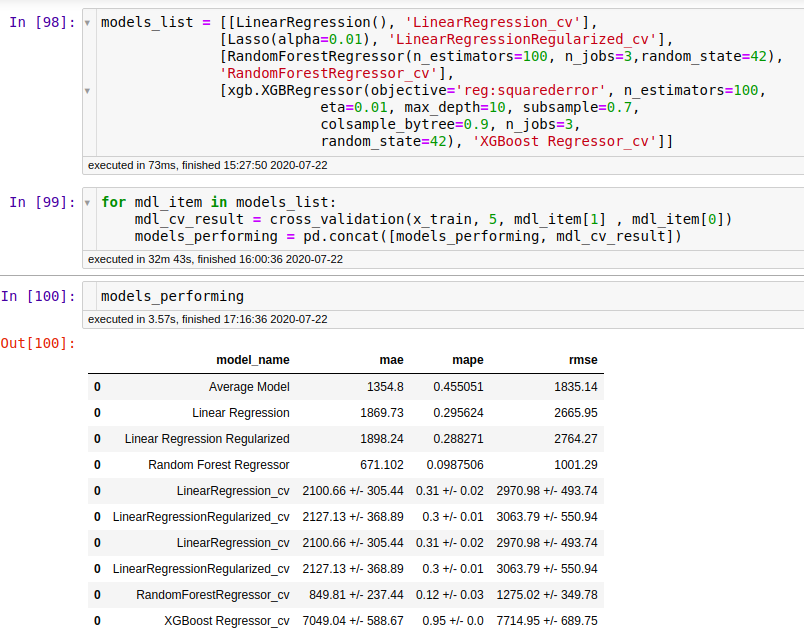 In [98]: models_list = [[LinearRegression(), 'LinearRegression_cv'],
[Lasso(alpha=0.01), 'LinearRegressionRegularized_cv'],
[RandomForestRegressor(n_estimators=100, n_jobs=3,random_state=42),
'RandomForestRegressor_cv'],
[xgb.XGBRegressor(objective='reg:squarederror', n_estimators=100,
eta=0.01, max_depth=10, subsample=0.7,
colsample_bytree=0.9, n_jobs=3,
random_state=42), 'XGBoost Regressor_cv']]
executed in 73ms, finished 15:27:50 2020-07-22
In [99]: for mdl_item in models_list:
mdl_cv_result = cross_validation(x_train, 5, mdl_item[1] , mdl_item[0])
models_performing = pd.concat([models_performing, mdl_cv_result])
executed in 32m 43s, finished 16:00:36 2020-07-22
In [100]: models_performing
executed in 3.57s, finished 17:16:36 2020-07-22
Out[100]:
model_name mae mape rmse
0 Average Model 1354.8 0.455051 1835.14
0 Linear Regression 1869.73 0.295624 2665.95
0 Linear Regression Regularized 1898.24 0.288271 2764.27
0 Random Forest Regressor 671.102 0.0987506 1001.29
0 LinearRegression_cv 2100.66 +/- 305.44 0.31 +/- 0.02 2970.98 +/- 493.74
0 LinearRegressionRegularized_cv 2127.13 +/- 368.89 0.3 +/- 0.01 3063.79 +/- 550.94
0 LinearRegression_cv 2100.66 +/- 305.44 0.31 +/- 0.02 2970.98 +/- 493.74
0 LinearRegressionRegularized_cv 2127.13 +/- 368.89 0.3 +/- 0.01 3063.79 +/- 550.94
0 RandomForestRegressor_cv 849.81 +/- 237.44 0.12 +/- 0.03 1275.02 +/- 349.78
0 XGBoost Regressor_cv 7049.04 +/- 588.67 0.95 +/- 0.0 7714.95 +/- 689.75